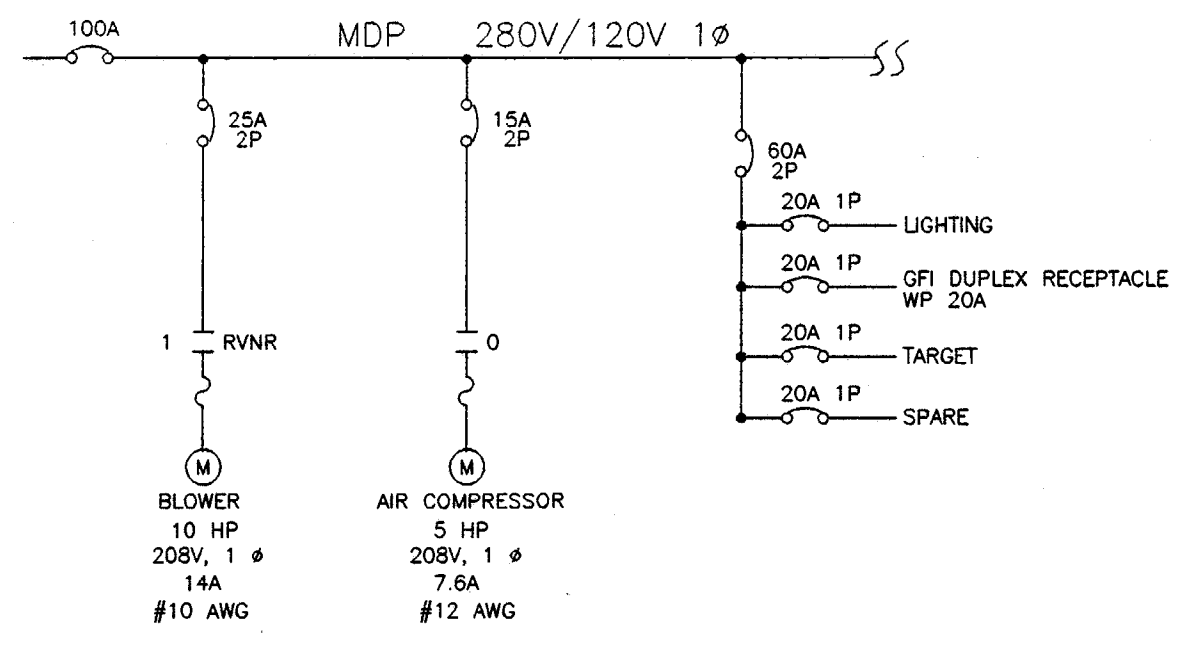 100A
MDP 280V/120V 1ø
25A
2P
15A
2P
60A
2P
20A 1P
LIGHTING
20A 1P
GFI DUPLEX RECEPTACLE
WP 20A
1 RVNR
0
20A 1P
TARGET
20A 1P
SPARE
M
BLOWER
10 HP
208V, 1 ø
14A
#10 AWG
M
AIR COMPRESSOR
5 HP
208V, 1 ø
7.6A
#12 AWG